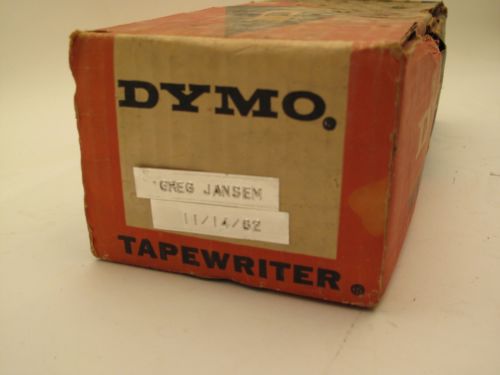 DYMO®
GREG JANSEN
11/14/62
TAPEWRITER®